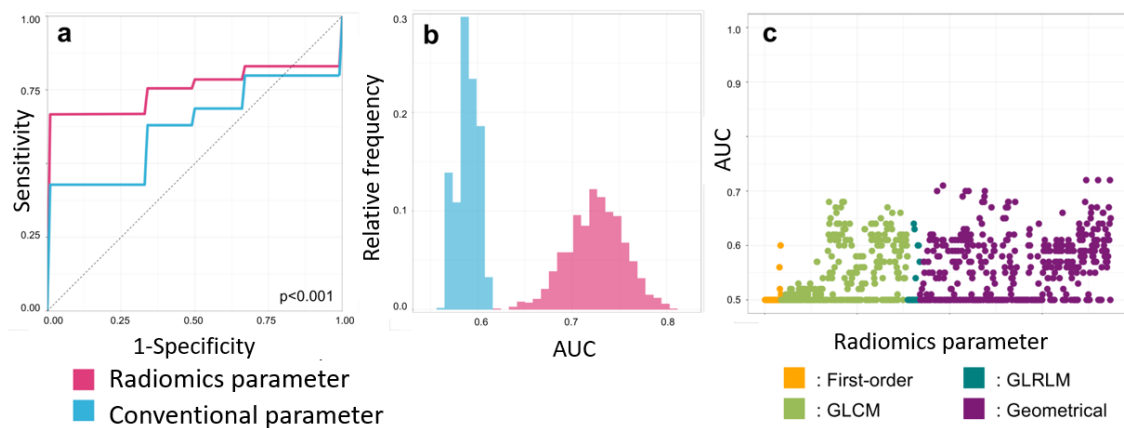 a
Sensitivity
1.00
0.75
0.25
0.00
0.00
0.25
0.50
0.75
1.00
p<0.001
1-Specificity
Radiomics parameter
Conventional parameter
b
Relative frequency
0.3
0.2
0.1
0.0
0.6
0.7
0.8
AUC
c
AUC
1.0
0.9
0.8
0.7
0.6
0.5
Radiomics parameter
: First-order
: GLRLM
: GLCM
: Geometrical